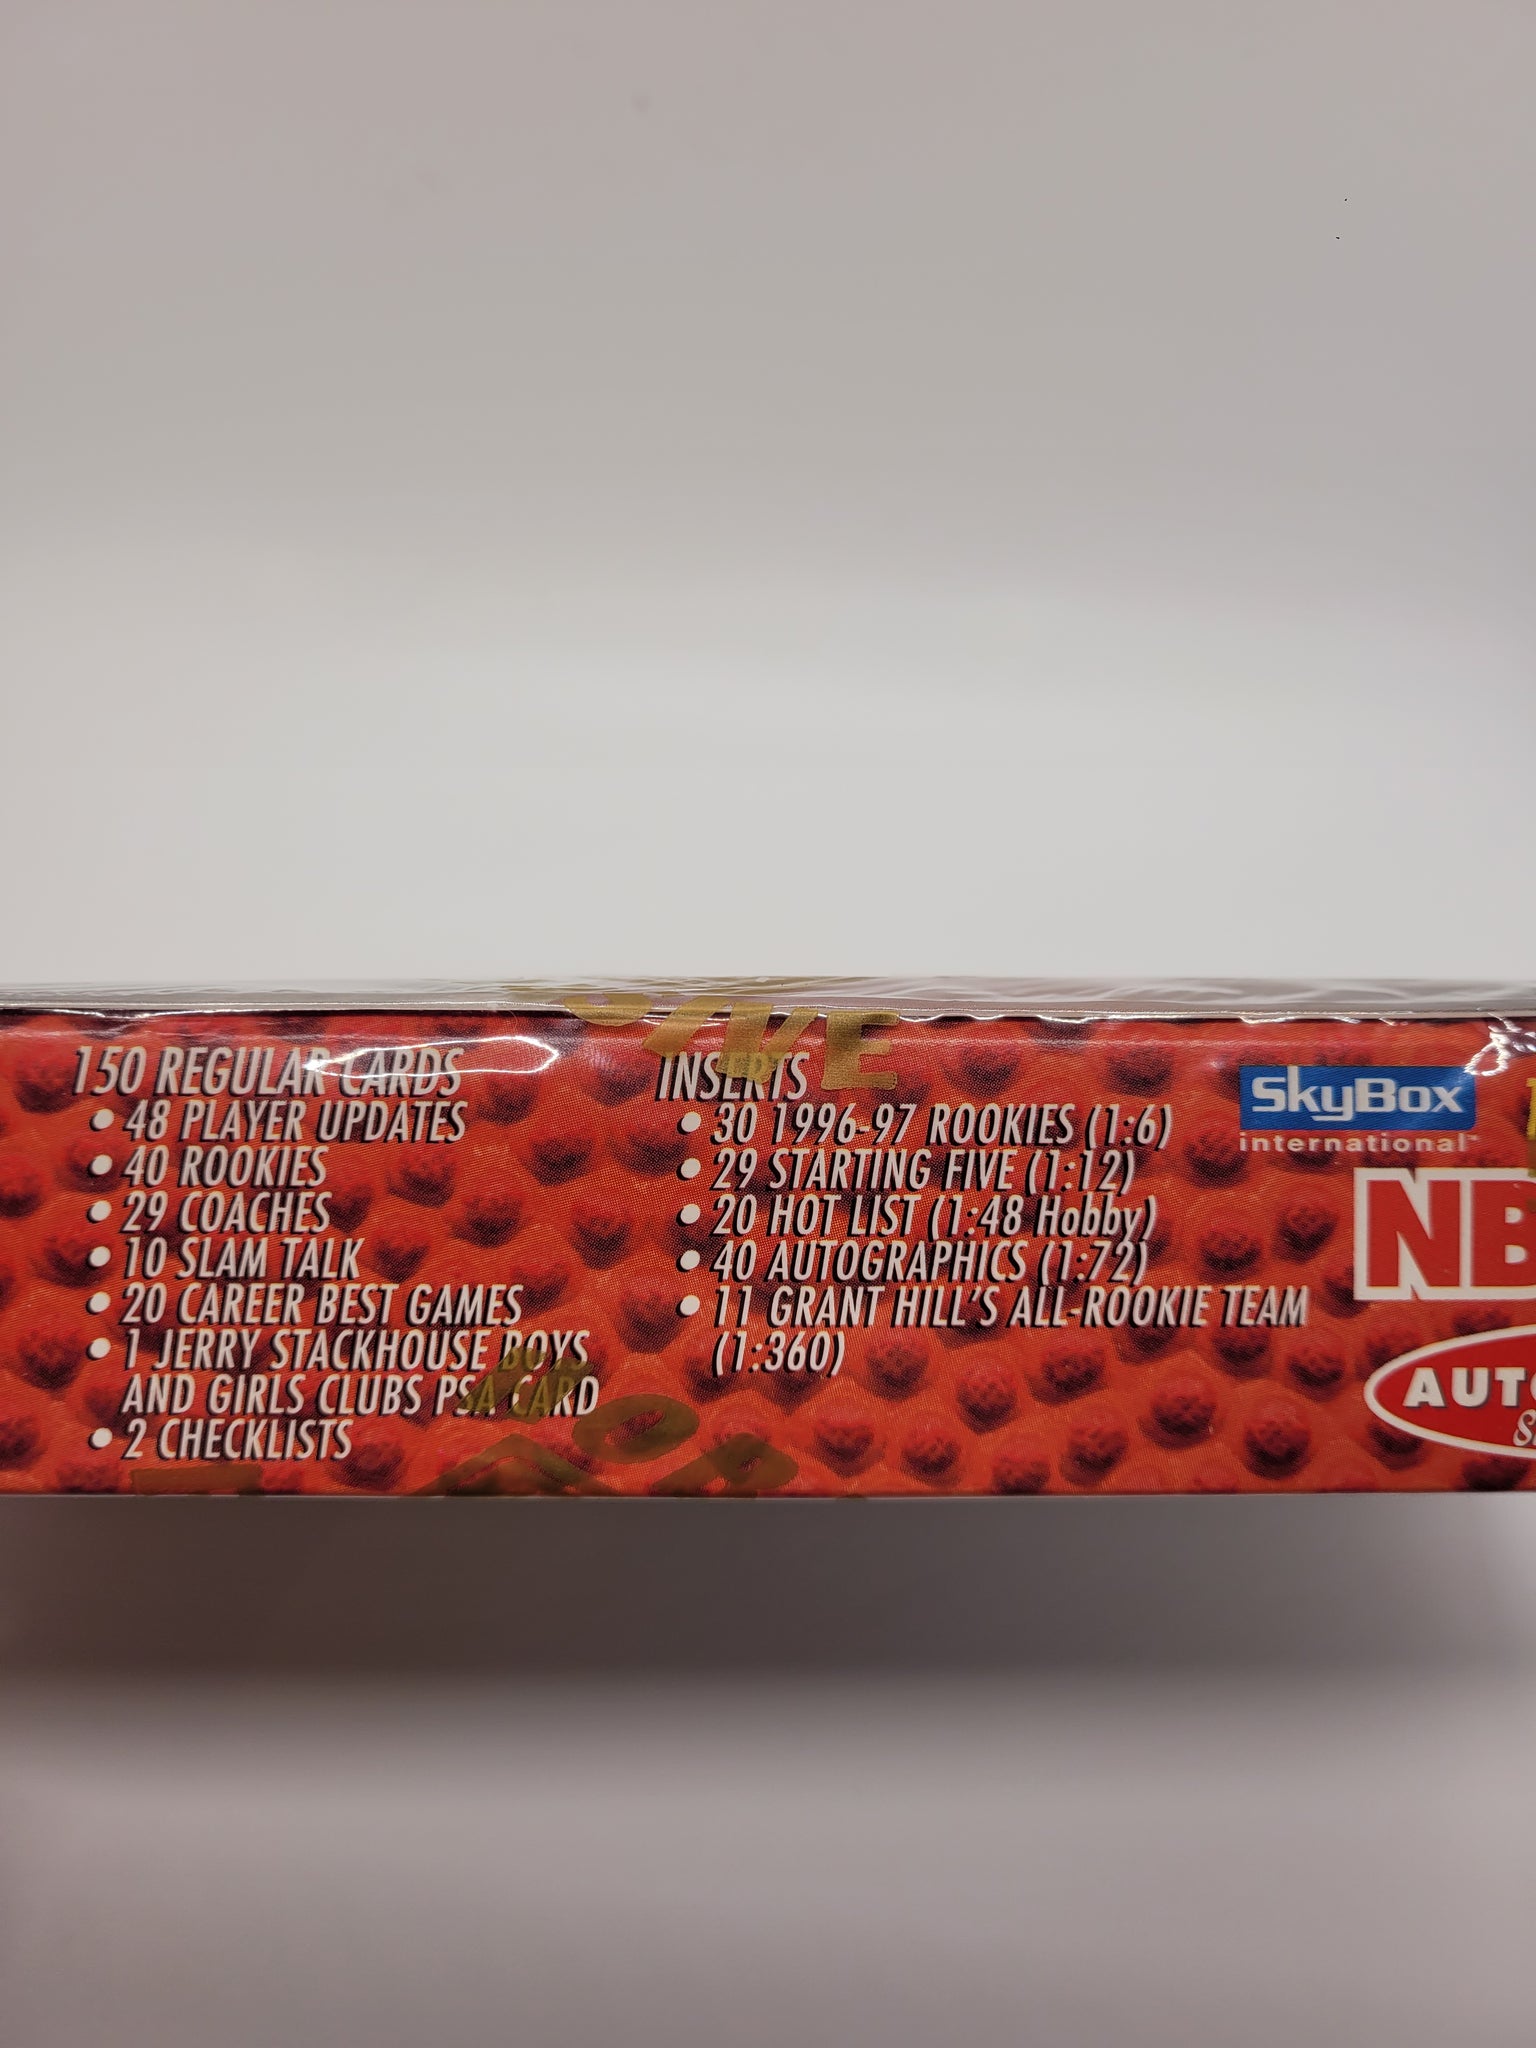 150 REGULAR CARDS
• 48 PLAYER UPDATES
• 40 ROOKIES
• 29 COACHES
• 10 SLAM TALK
• 20 CAREER BEST GAMES
• 1 JERRY STACKHOUSE BOYS
AND GIRLS CLUBS PSA CARD
• 2 CHECKLISTS
INSERTS
• 30 1996-97 ROOKIES (1:6)
• 29 STARTING FIVE (1:12)
• 20 HOT LIST (1:48 Hobby)
• 40 AUTOGRAPHICS (1:72)
• 11 GRANT HILL'S ALL-ROOKIE TEAM
(1:360)
SkyBox
international™
NB
AUTO